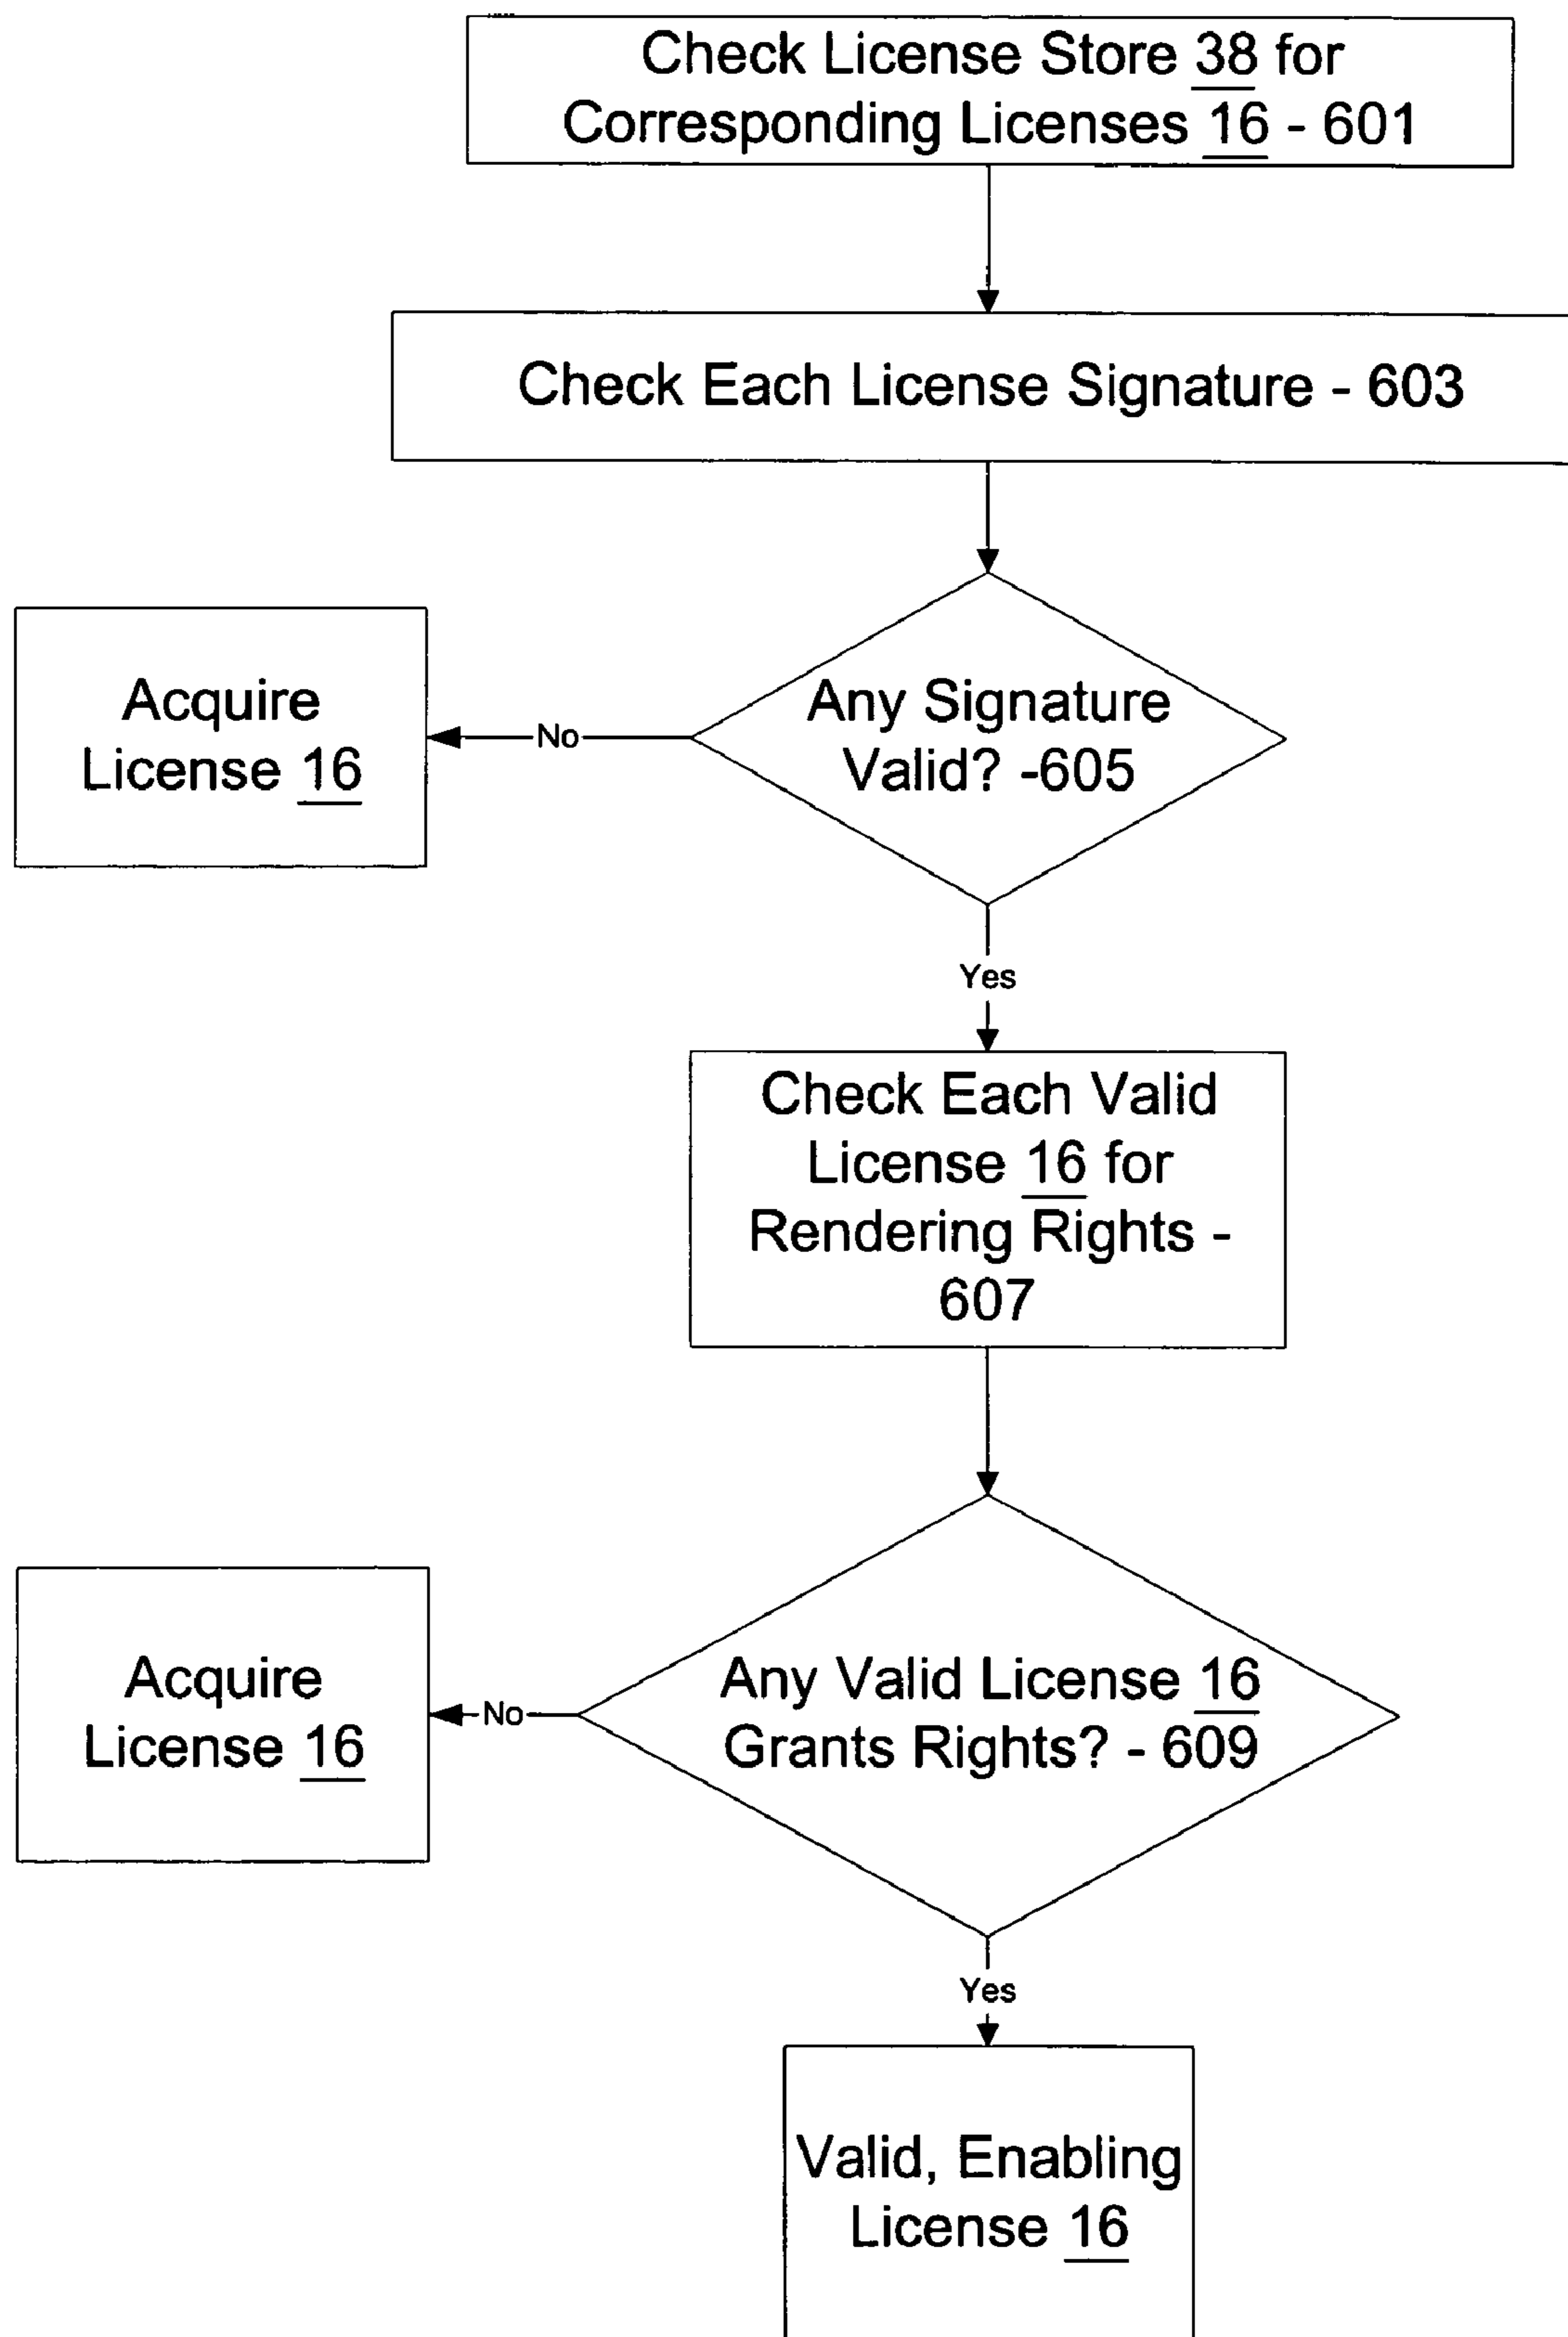 Check License Store 38 for
Corresponding Licenses 16 - 601
Check Each License Signature - 603
Any Signature
Valid? -605
No
Acquire
License 16
Yes
Check Each Valid
License 16 for
Rendering Rights -
607
Any Valid License 16
Grants Rights? - 609
No
Acquire
License 16
Yes
Valid, Enabling
License 16